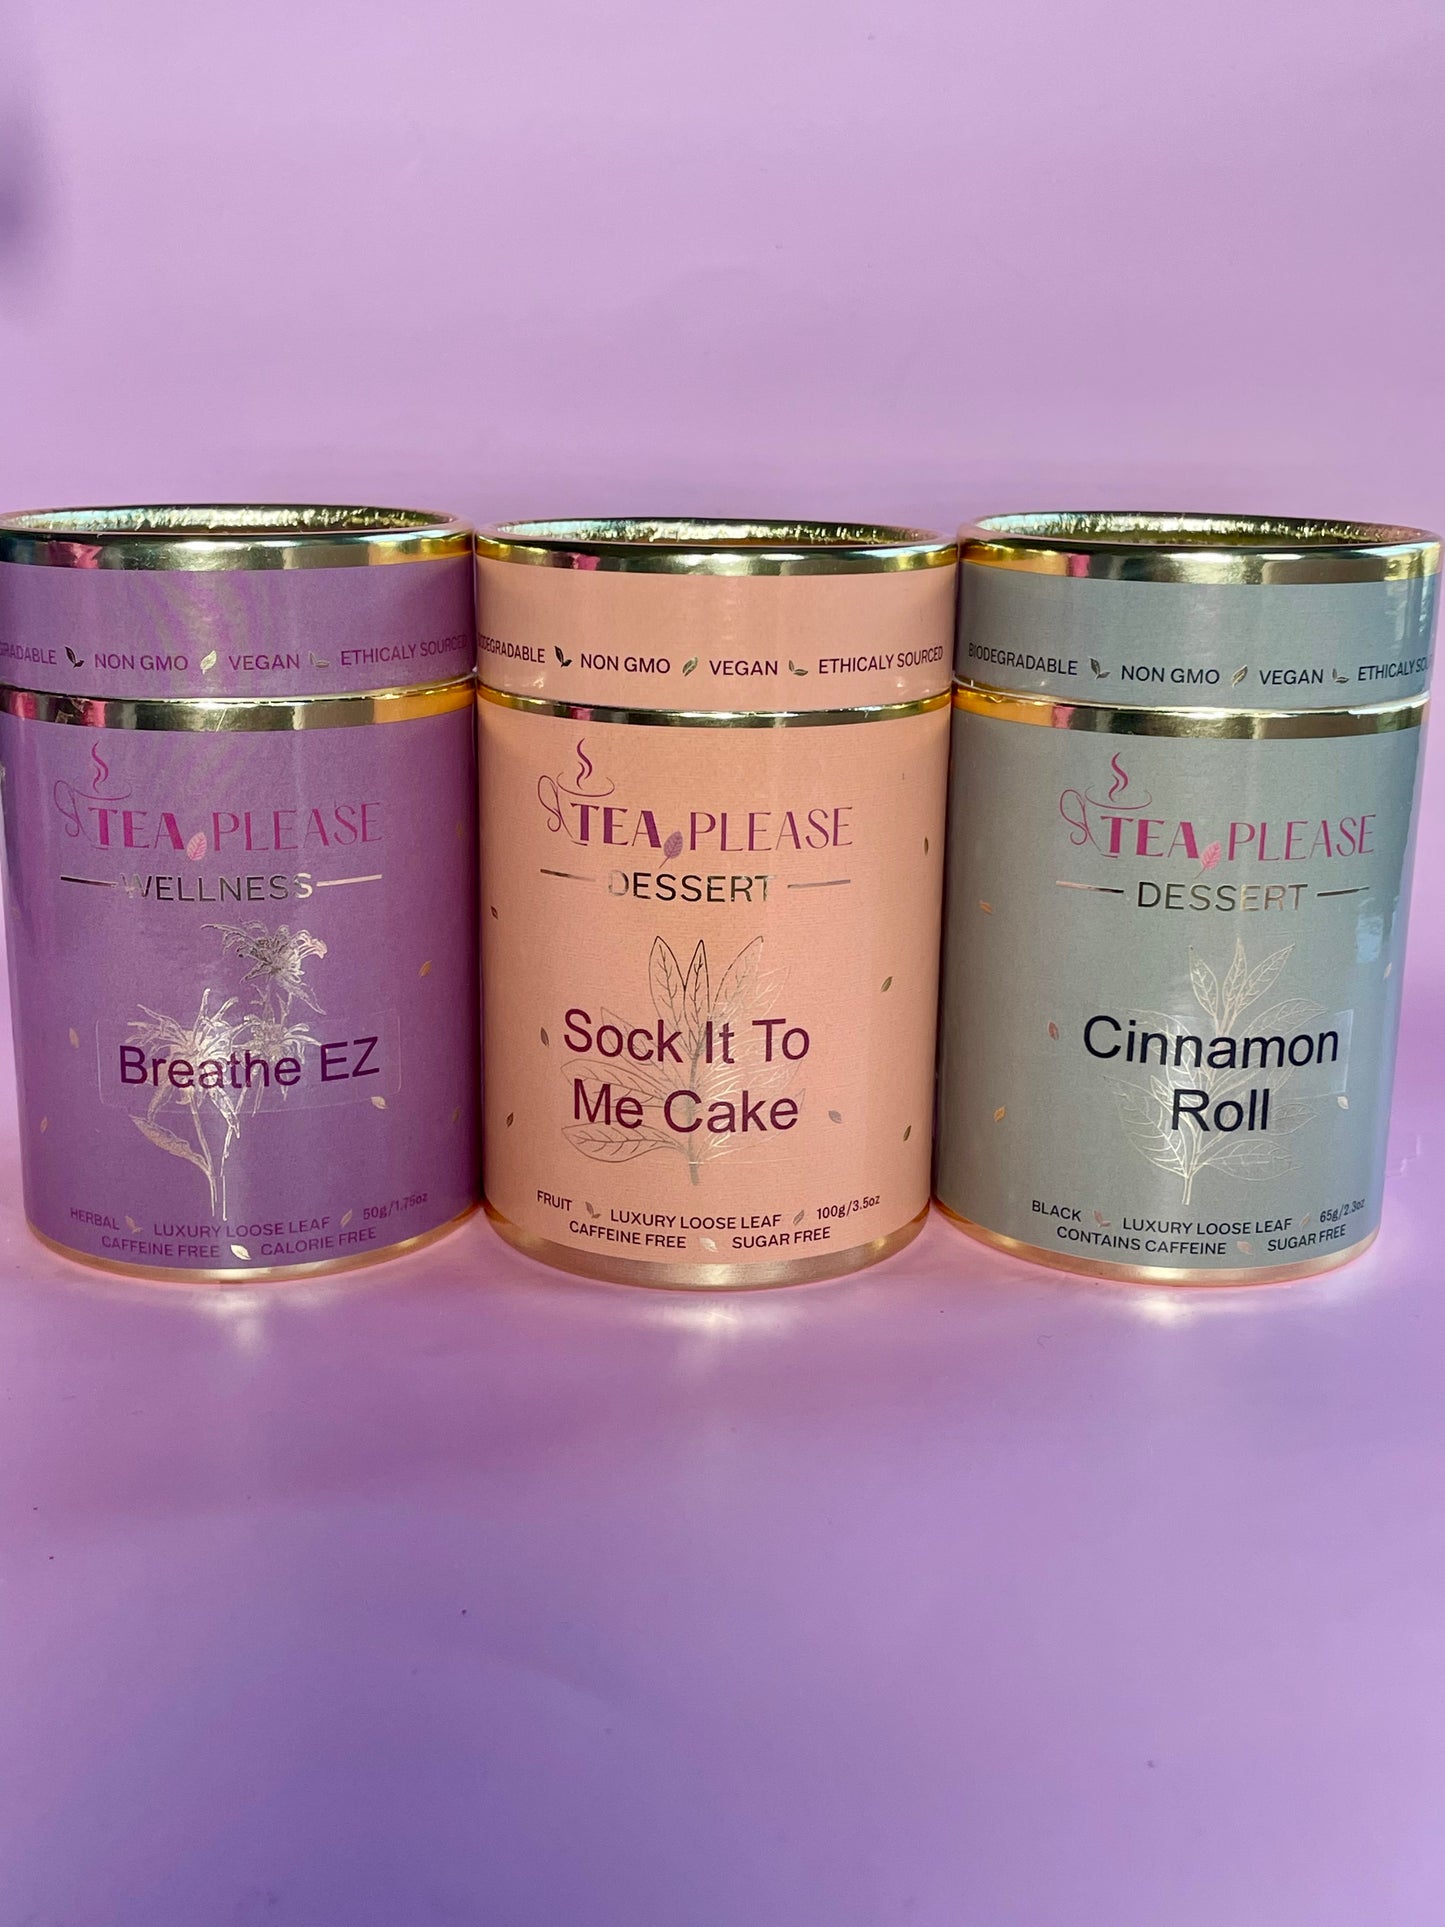 NON GMO VEGAN ETHICALY SOURCED
TEA PLEASE
WELLNESS
Breathe EZ
HERBAL LUXURY LOOSE LEAF 50g/1.75oz
CAFFEINE FREE CALORIE FREE
BIODEGRADABLE NON GMO VEGAN ETHICALY SOURCED
TEA PLEASE
DESSERT
Sock It To
Me Cake
FRUIT LUXURY LOOSE LEAF 100g/3.5oz
CAFFEINE FREE SUGAR FREE
BIODEGRADABLE NON GMO VEGAN ETHICALY
TEA PLEASE
DESSERT
Cinnamon
Roll
BLACK LUXURY LOOSE LEAF 65g/2.3oz
CONTAINS CAFFEINE SUGAR FREE